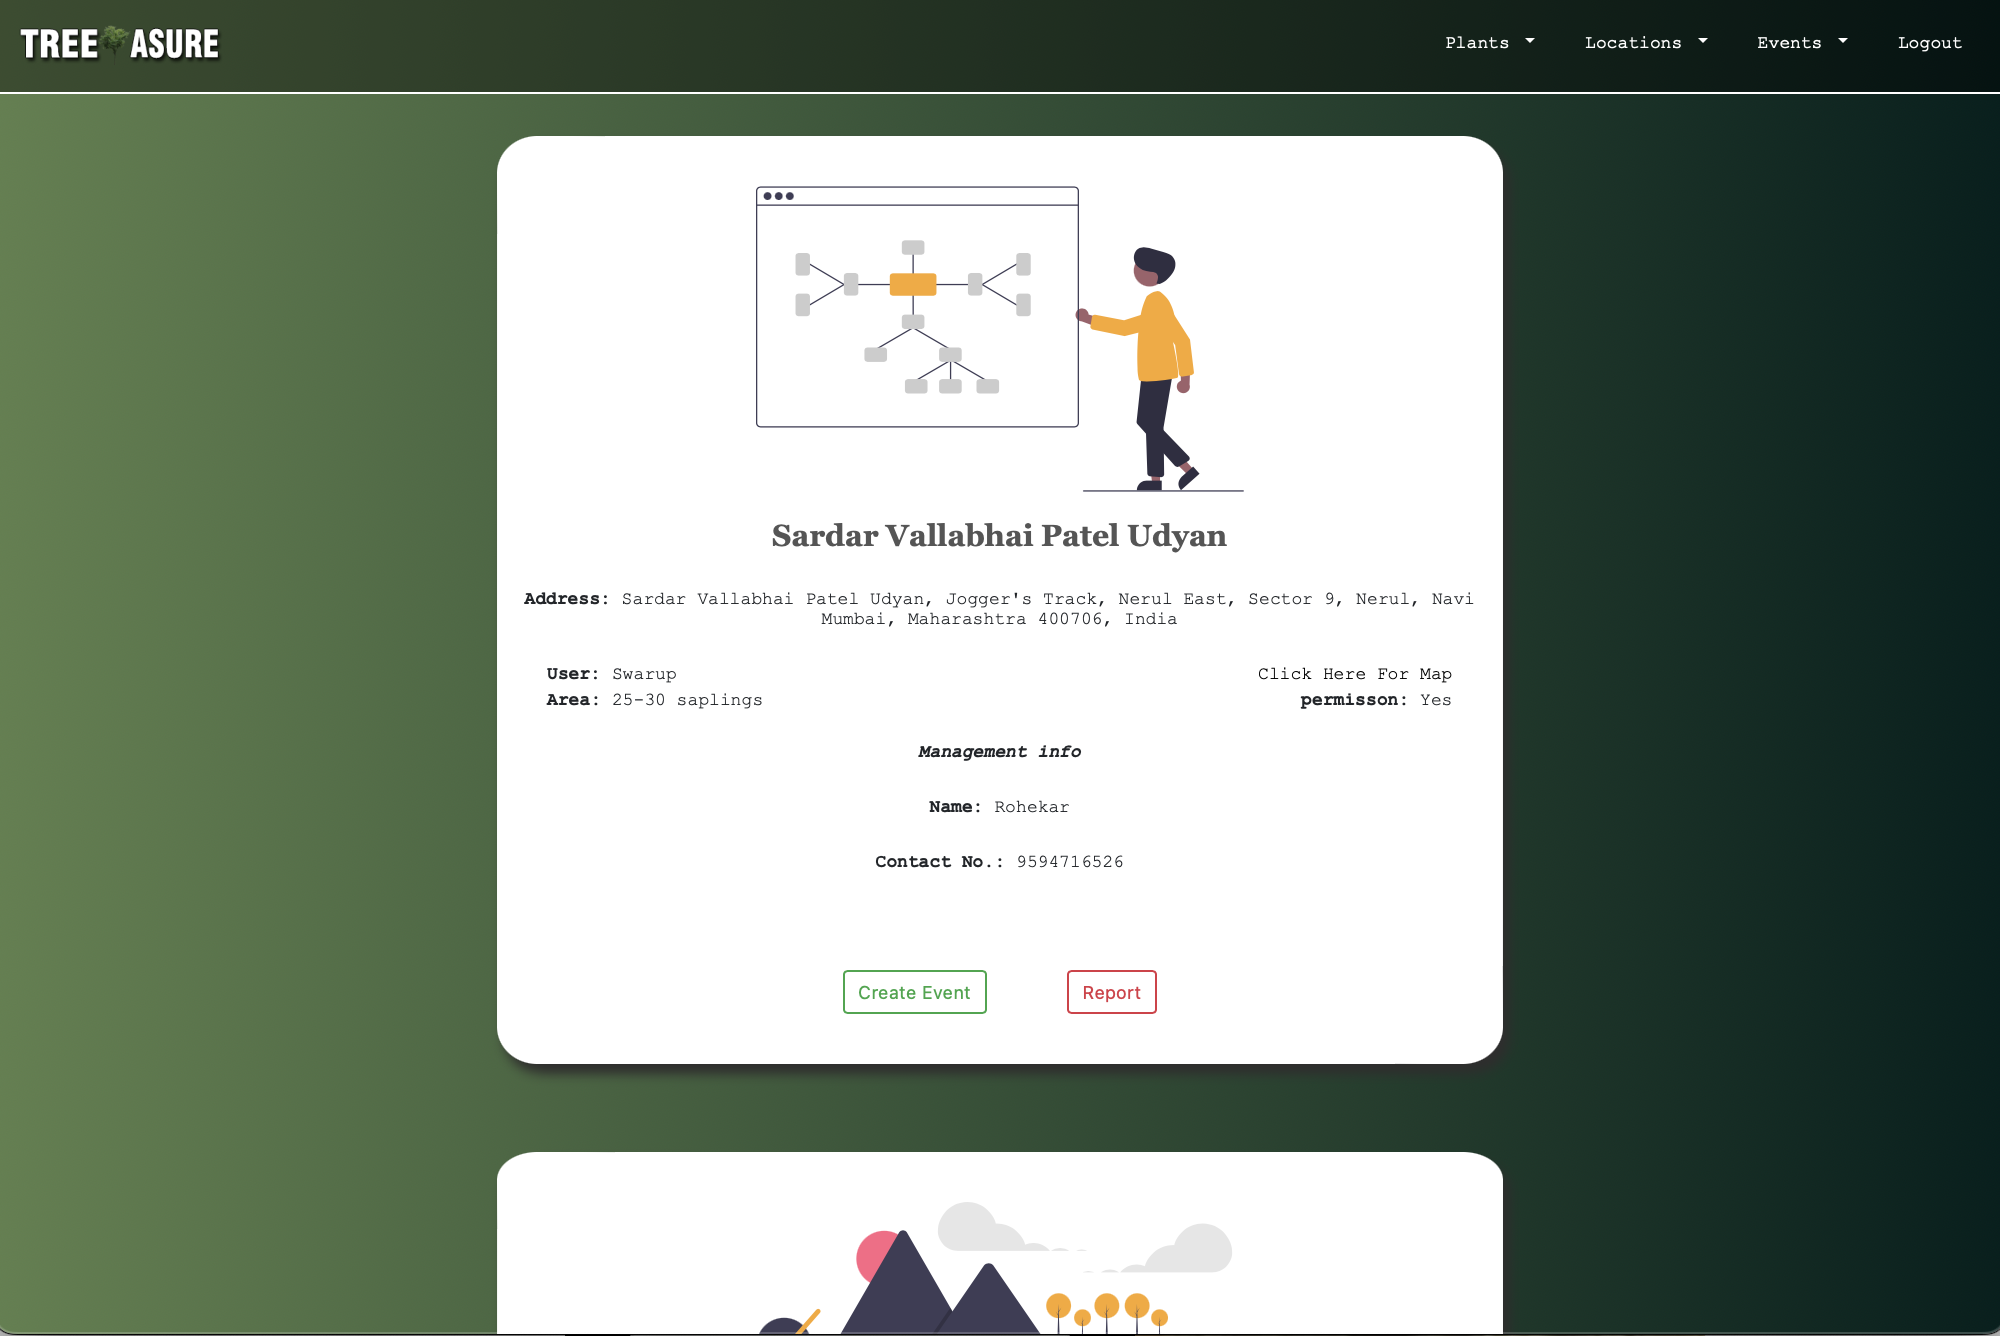 TREE ASURE
Plants
Locations
Events
Logout
Sardar Vallabhai Patel Udyan
Address: Sardar Vallabhai Patel Udyan, Jogger's Track, Nerul East, Sector 9, Nerul, Navi
Mumbai, Maharashtra 400706, India
User: Swarup
Click Here For Map
Area: 25-30 saplings
permisson: Yes
Management info
Name: Rohekar
Contact No.: 9594716526
Create Event
Report